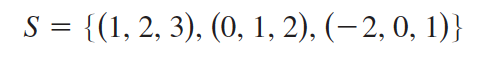 S = {(1, 2, 3), (0, 1, 2), (−2, 0, 1)}